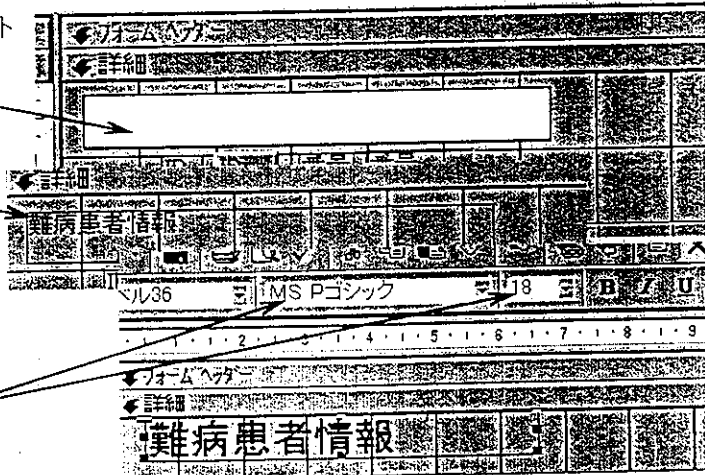 ト
フォーム ヘッダー
詳細
詳細
難病患者情報
ベル36 MS Pゴシック 18 B I U
1 2 3 4 5 6 7 8 9
フォーム ヘッダー
詳細
難病患者情報